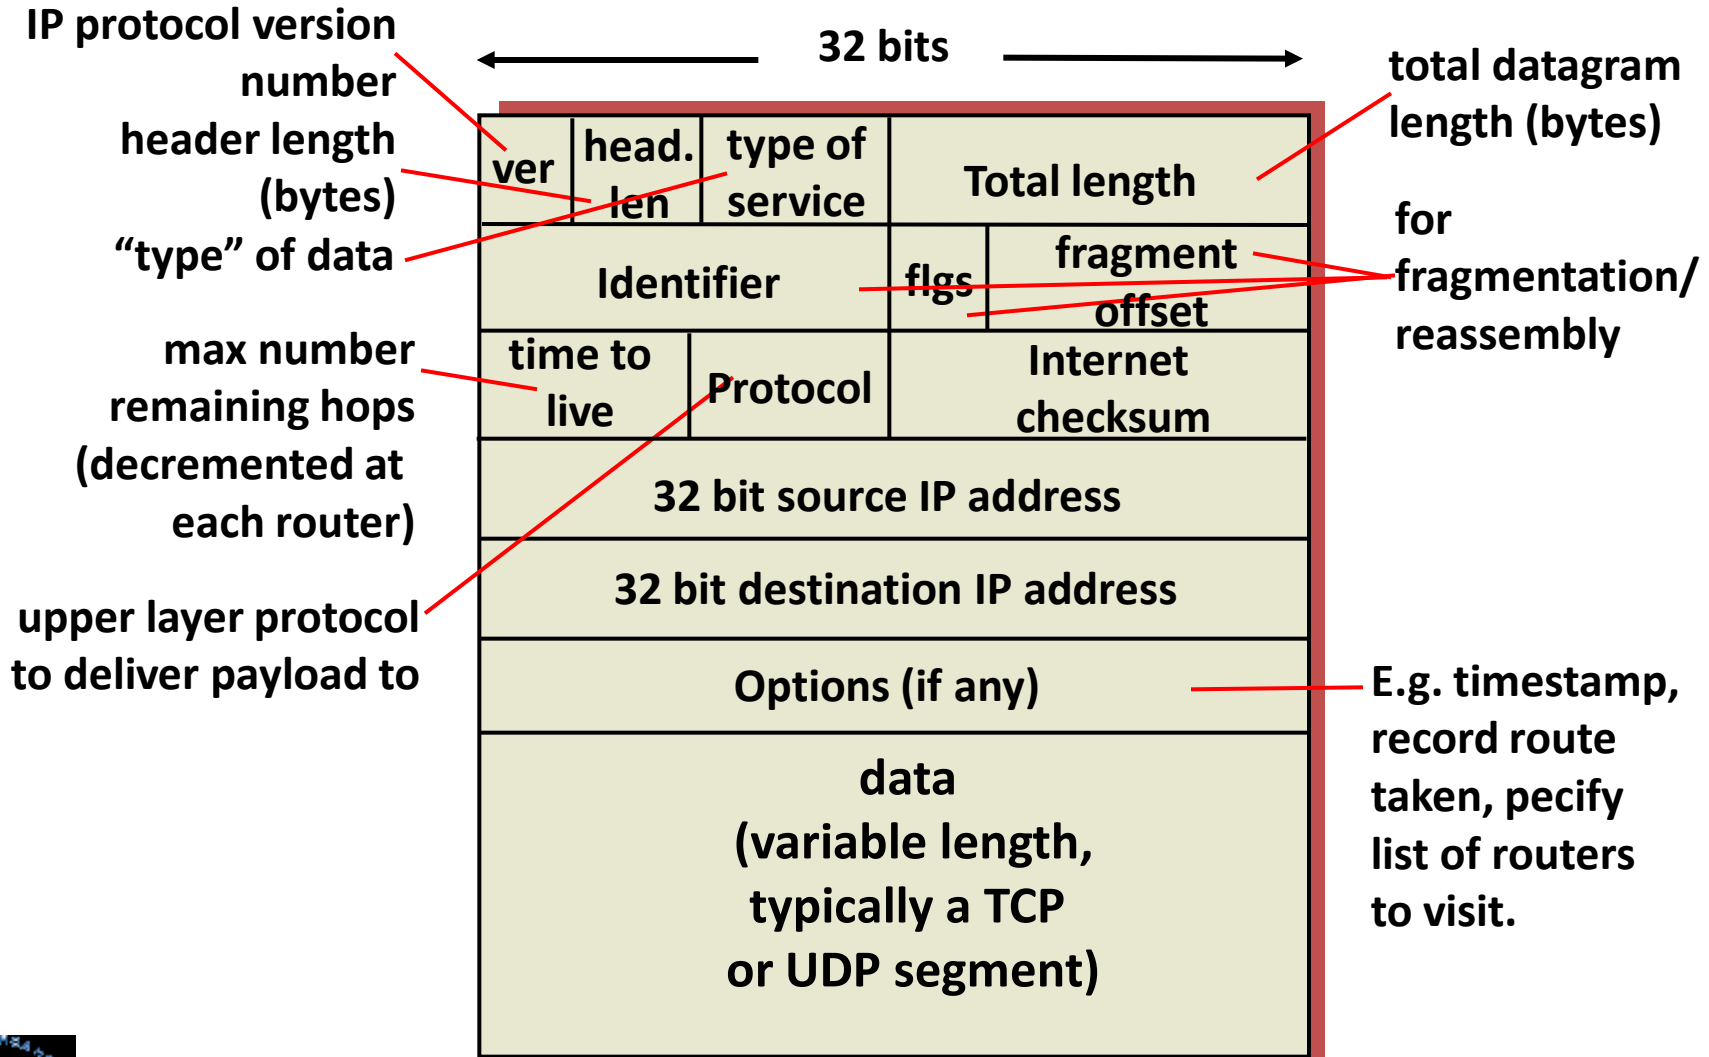 IP protocol version
number
header length
(bytes)
“type” of data
max number
remaining hops
(decremented at
each router)
upper layer protocol
to deliver payload to
32 bits
ver
head.
len
type of
service
Total length
Identifier
flgs
fragment
offset
time to
live
Protocol
Internet
checksum
32 bit source IP address
32 bit destination IP address
Options (if any)
data
(variable length,
typically a TCP
or UDP segment)
total datagram
length (bytes)
for
fragmentation/
reassembly
E.g. timestamp,
record route
taken, pecify
list of routers
to visit.